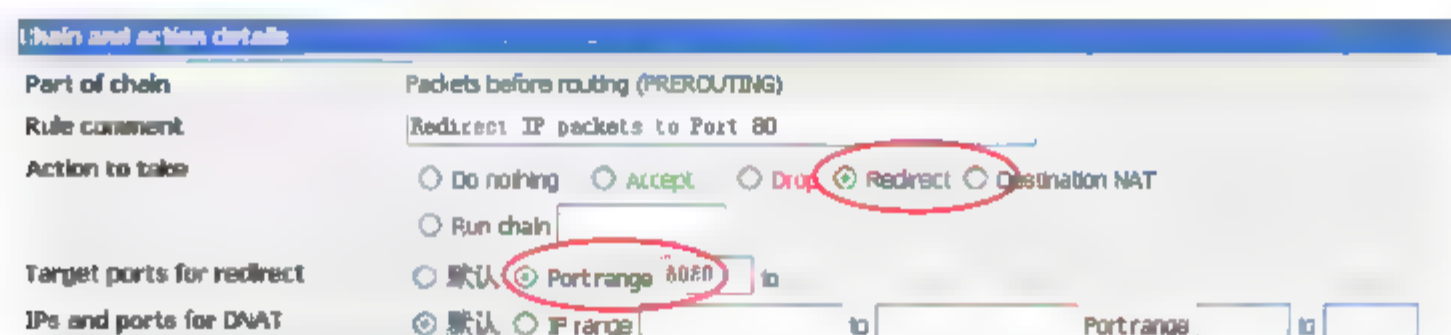 Chain and action details
Part of chain Packets before routing (PREROUTING)
Rule comment Redirect IP packets to Port 80
Action to take Do nothing Accept Drop Redirect Destination NAT
Run chain
Target ports for redirect 默认 Port range 8080 to
IPs and ports for DNAT 默认 IP range to Port range to